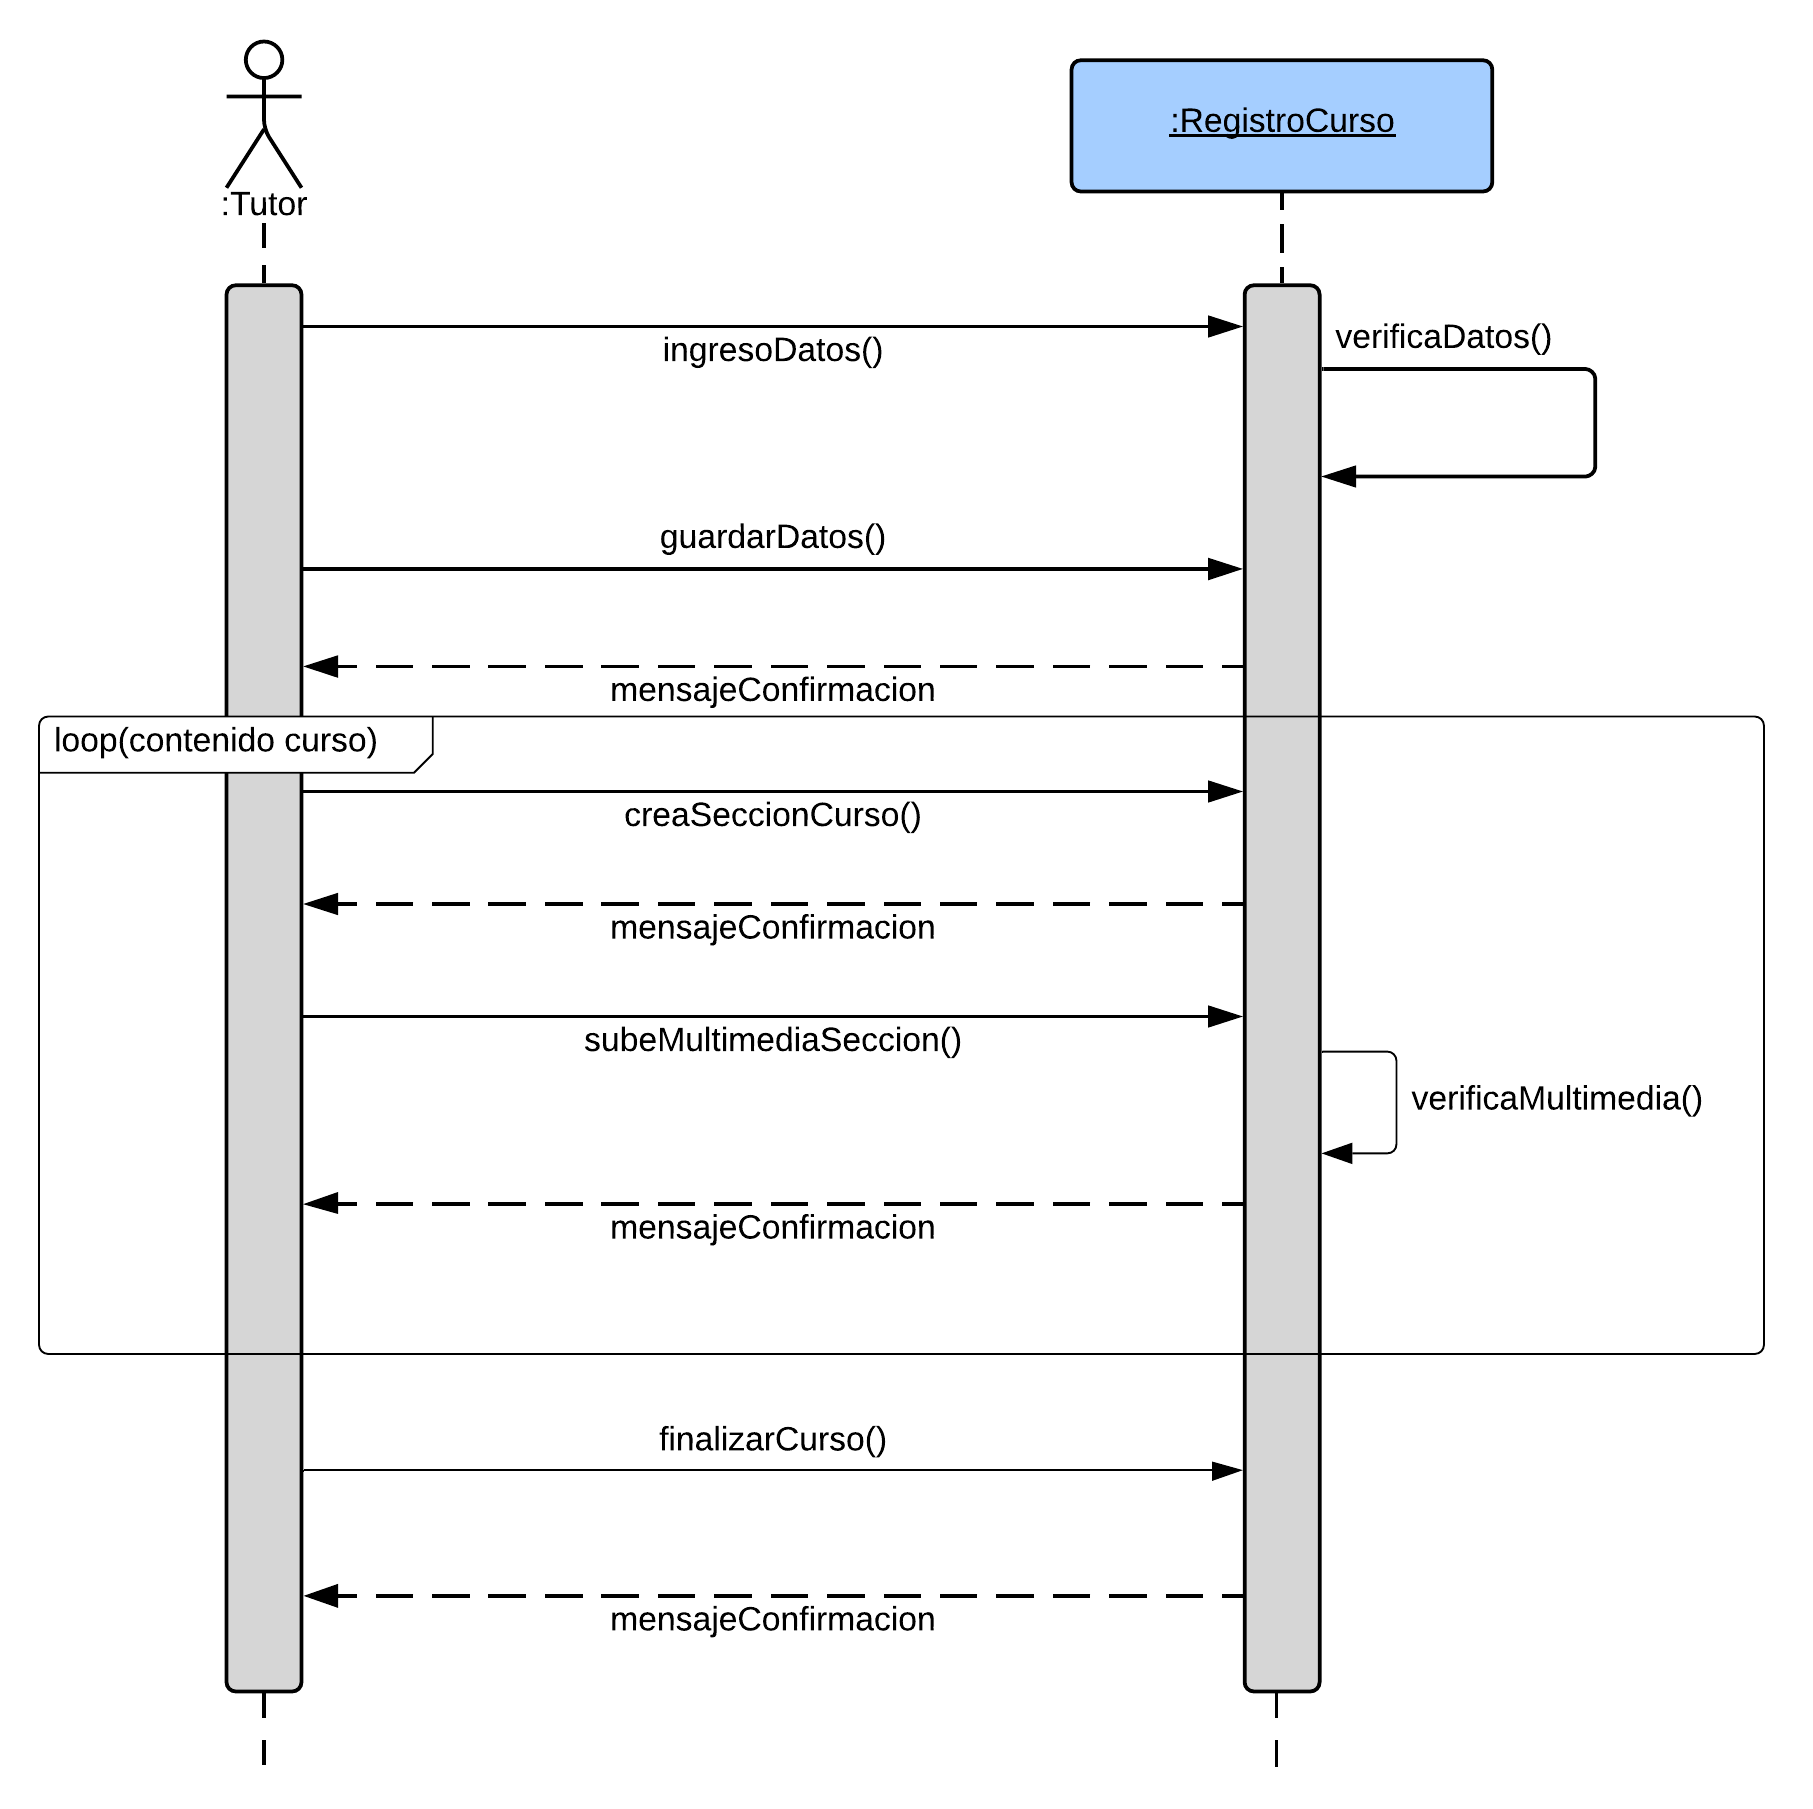 :Tutor
:RegistroCurso
ingresoDatos()
verificaDatos()
guardarDatos()
mensajeConfirmacion
loop(contenido curso)
creaSeccionCurso()
mensajeConfirmacion
subeMultimediaSeccion()
verificaMultimedia()
mensajeConfirmacion
finalizarCurso()
mensajeConfirmacion